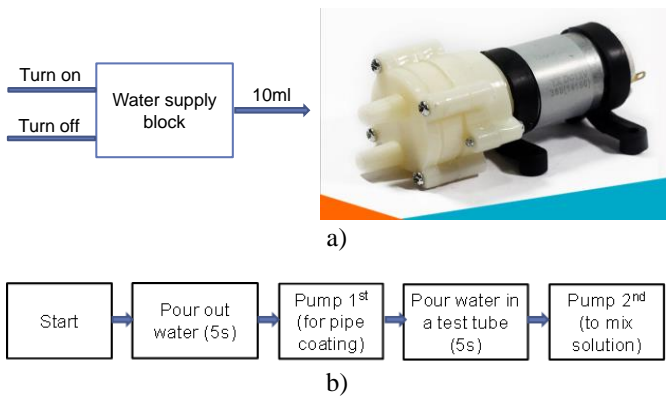 Turn on
Turn off
Water supply
block
10ml
a)
Start
Pour out
water (5s)
Pump 1st
(for pipe
coating)
Pour water in
a test tube
(5s)
Pump 2nd
(to mix
solution)
b)